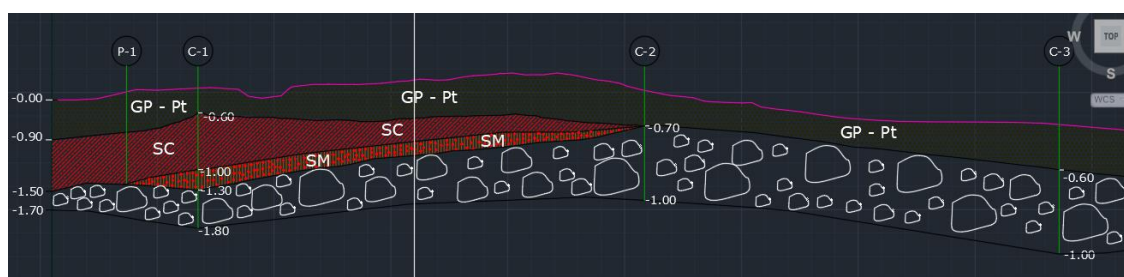 P-1
C-1
C-2
C-3
W
TOP
S
WCS
-0.00
GP - Pt
GP - Pt
-0.60
-0.90
SC
SC
-0.70
GP - Pt
SM
SM
-1.00
-1.30
-0.60
-1.50
-1.70
-1.80
-1.00
-1.00